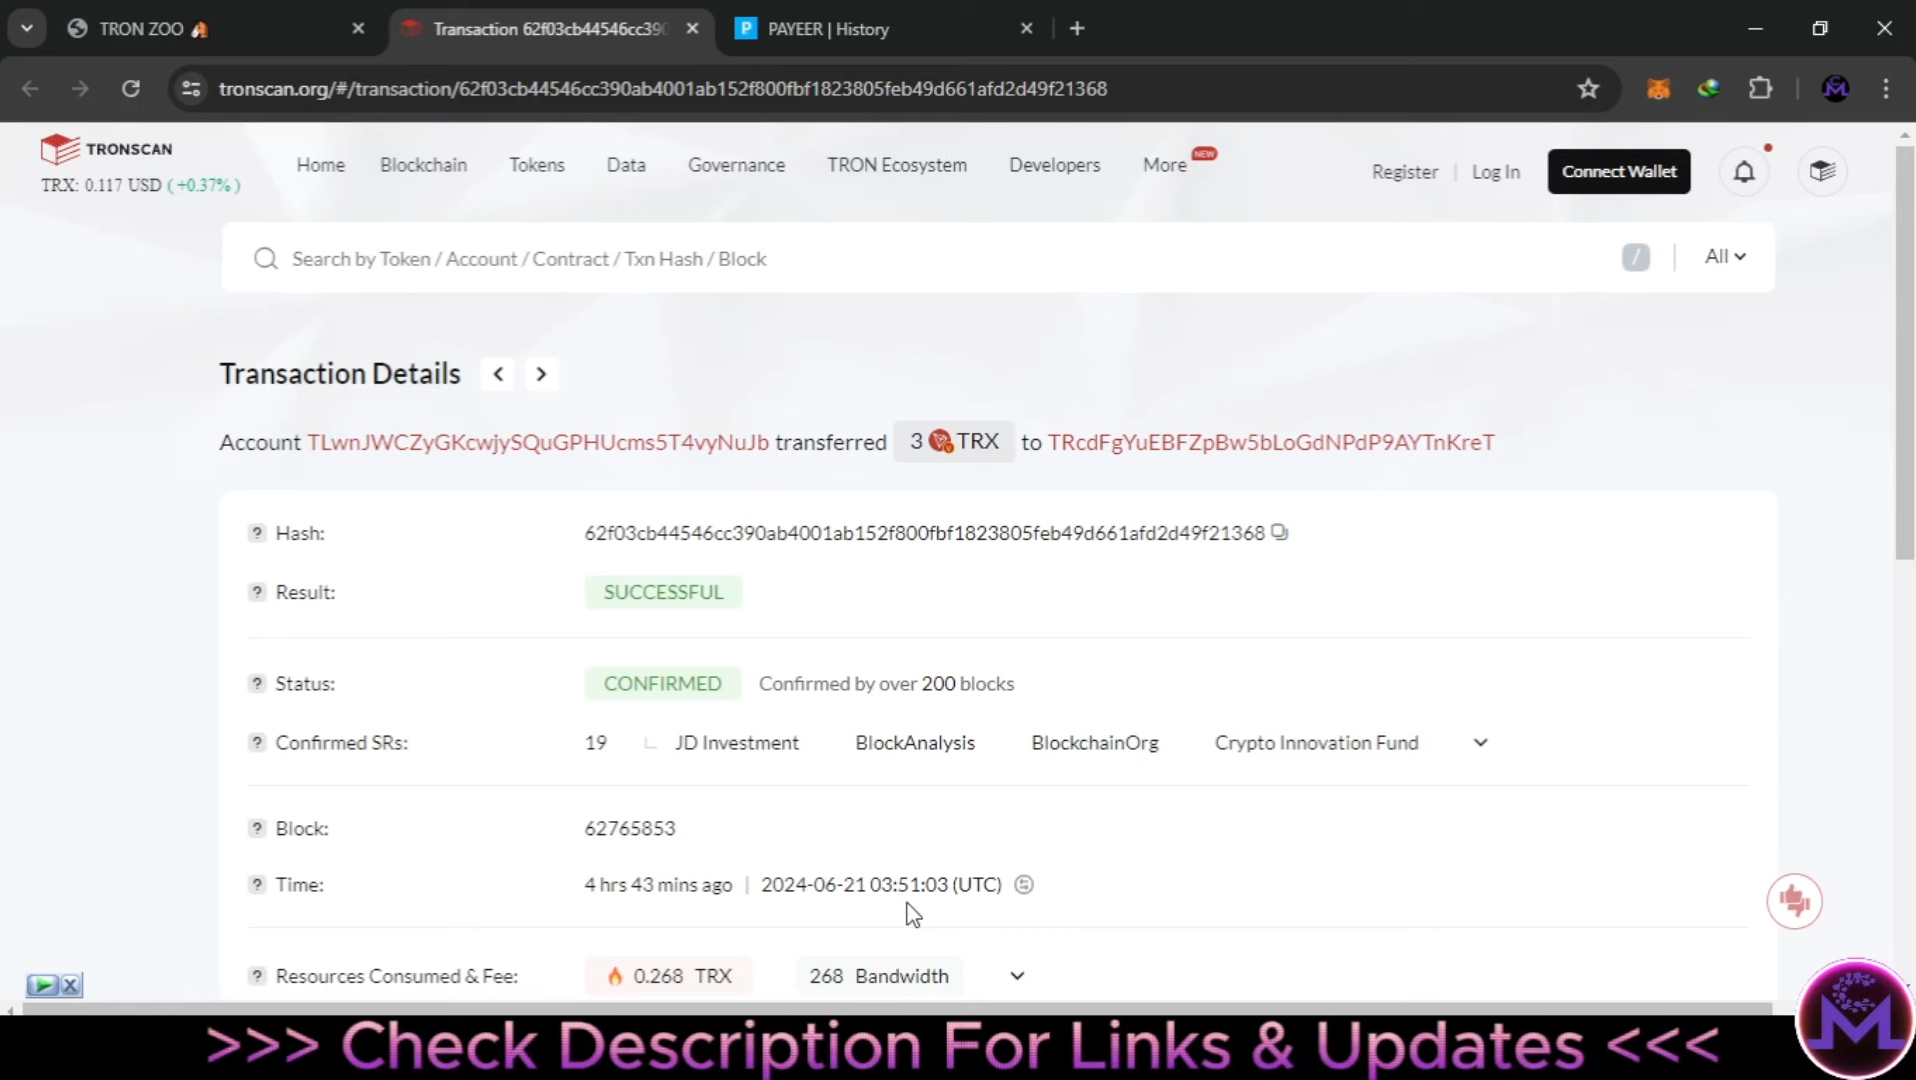 TRON ZOO
Transaction 62f03cb44546cc390
PAYEER | History
tronscan.org/#/transaction/62f03cb44546cc390ab4001ab152f800fbf1823805feb49d661afd2d49f21368
TRONSCAN
TRX: 0.117 USD ( +0.37% )
Home Blockchain Tokens Data Governance TRON Ecosystem Developers More NEW
Register | Log In Connect Wallet
Search by Token / Account / Contract / Txn Hash / Block / All
Transaction Details
Account TLwnJWCZyGKcwjySQuGPHUcms5T4vyNuJb transferred 3 TRX to TRcdFgYuEBFZpBw5bLoGdNPdP9AYTnKreT
? Hash: 62f03cb44546cc390ab4001ab152f800fbf1823805feb49d661afd2d49f21368
? Result: SUCCESSFUL
? Status: CONFIRMED Confirmed by over 200 blocks
? Confirmed SRs: 19 JD Investment BlockAnalysis BlockchainOrg Crypto Innovation Fund
? Block: 62765853
? Time: 4 hrs 43 mins ago | 2024-06-21 03:51:03 (UTC)
? Resources Consumed & Fee: 0.268 TRX 268 Bandwidth
>>> Check Description For Links & Updates <<<